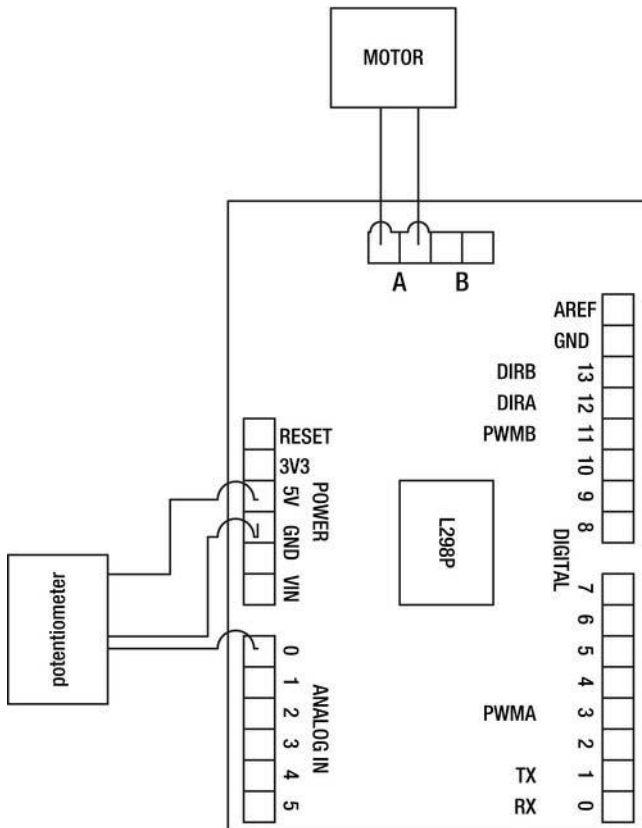 MOTOR
A B
AREF
GND
DIRB 13
DIRA 12
PWMB 11
10
9
8
RESET
3V3
5V
GND
VIN
POWER
L298P
DIGITAL
7
6
5
4
PWMA 3
2
TX 1
RX 0
potentiometer
0
1
2
3
4
5
ANALOG IN